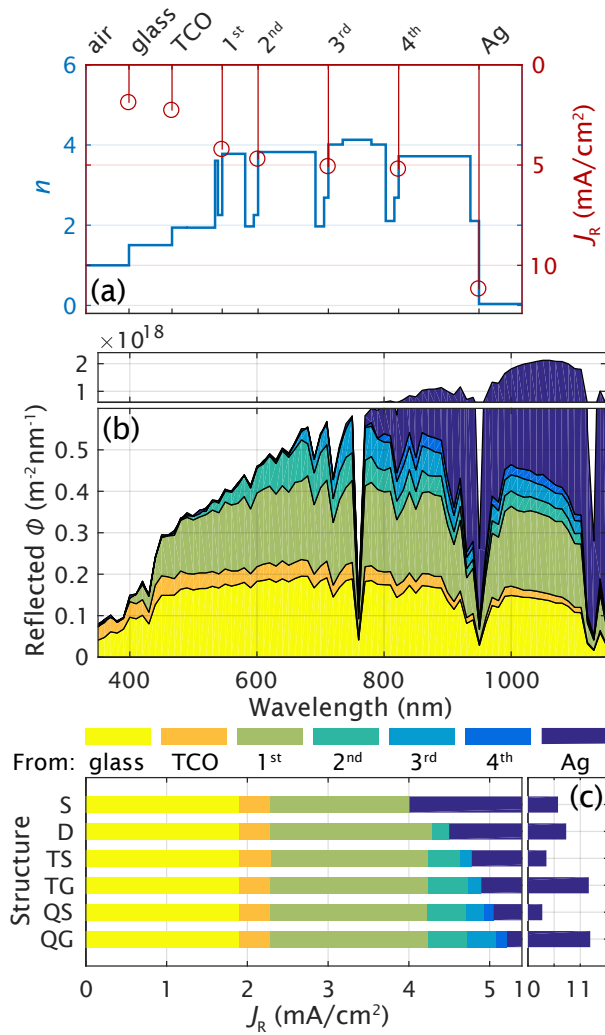 air glass TCO 1st 2nd 3rd 4th Ag
6 0
4 5
2 10
0
n
J_R (mA/cm²)
(a)
×10^18
2
1
(b)
0.5
0.4
0.3
0.2
0.1
0
Reflected Φ (m⁻²nm⁻¹)
400 600 800 1000
Wavelength (nm)
From: glass TCO 1st 2nd 3rd 4th Ag
(c)
S
D
TS
TG
QS
QG
Structure
0 1 2 3 4 5 10 11
J_R (mA/cm²)